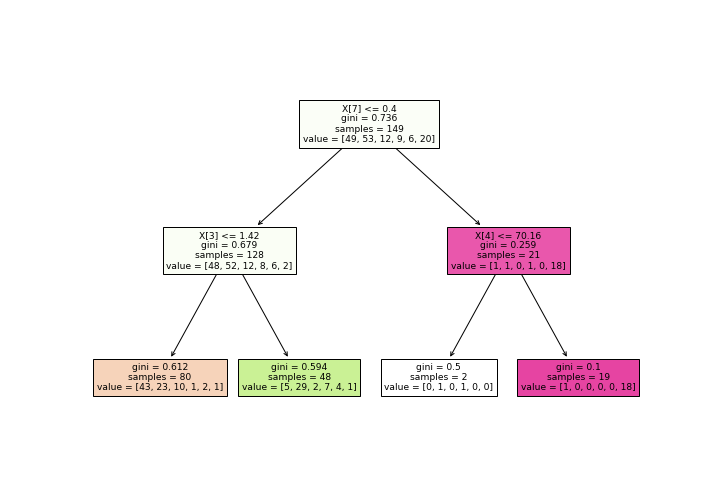 X[7] <= 0.4
gini = 0.736
samples = 149
value = [49, 53, 12, 9, 6, 20]
X[3] <= 1.42
gini = 0.679
samples = 128
value = [48, 52, 12, 8, 6, 2]
X[4] <= 70.16
gini = 0.259
samples = 21
value = [1, 1, 0, 1, 0, 18]
gini = 0.612
samples = 80
value = [43, 23, 10, 1, 2, 1]
gini = 0.594
samples = 48
value = [5, 29, 2, 7, 4, 1]
gini = 0.5
samples = 2
value = [0, 1, 0, 1, 0, 0]
gini = 0.1
samples = 19
value = [1, 0, 0, 0, 0, 18]